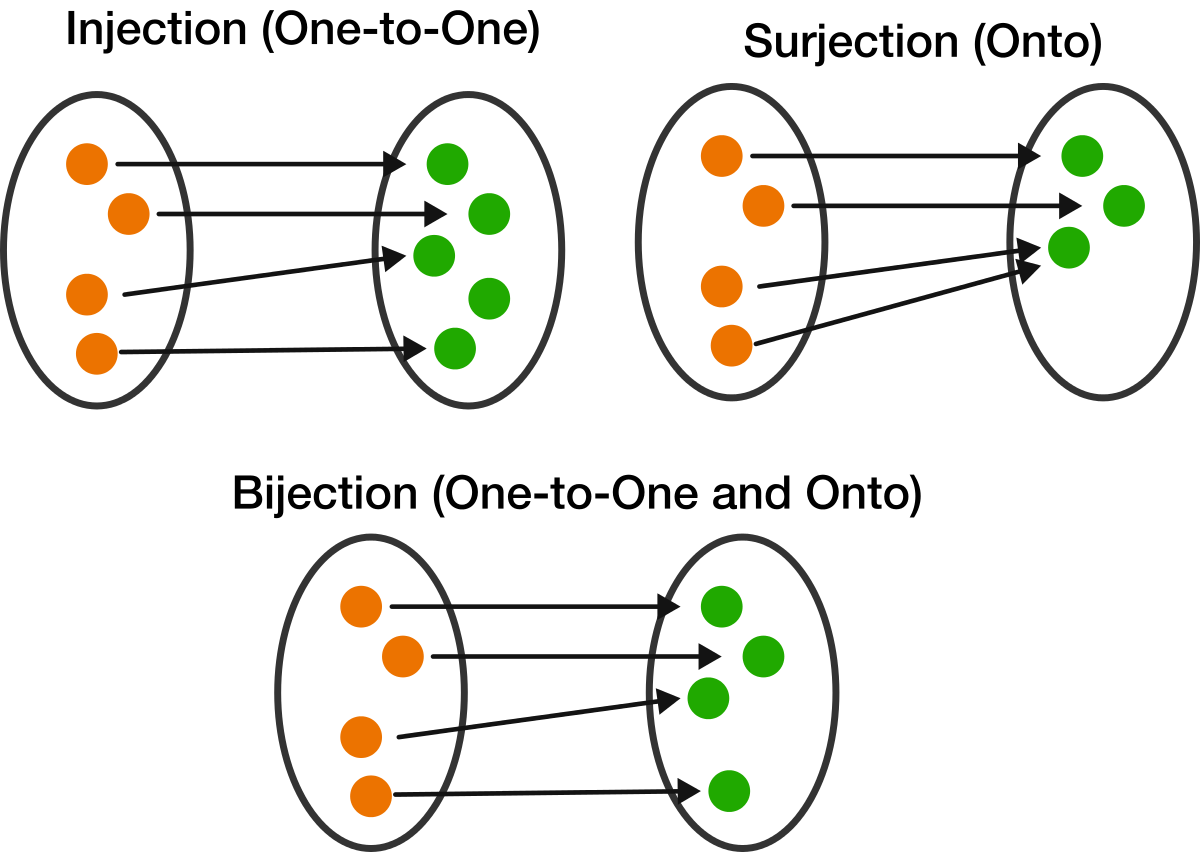 Injection (One-to-One)
Surjection (Onto)
Bijection (One-to-One and Onto)